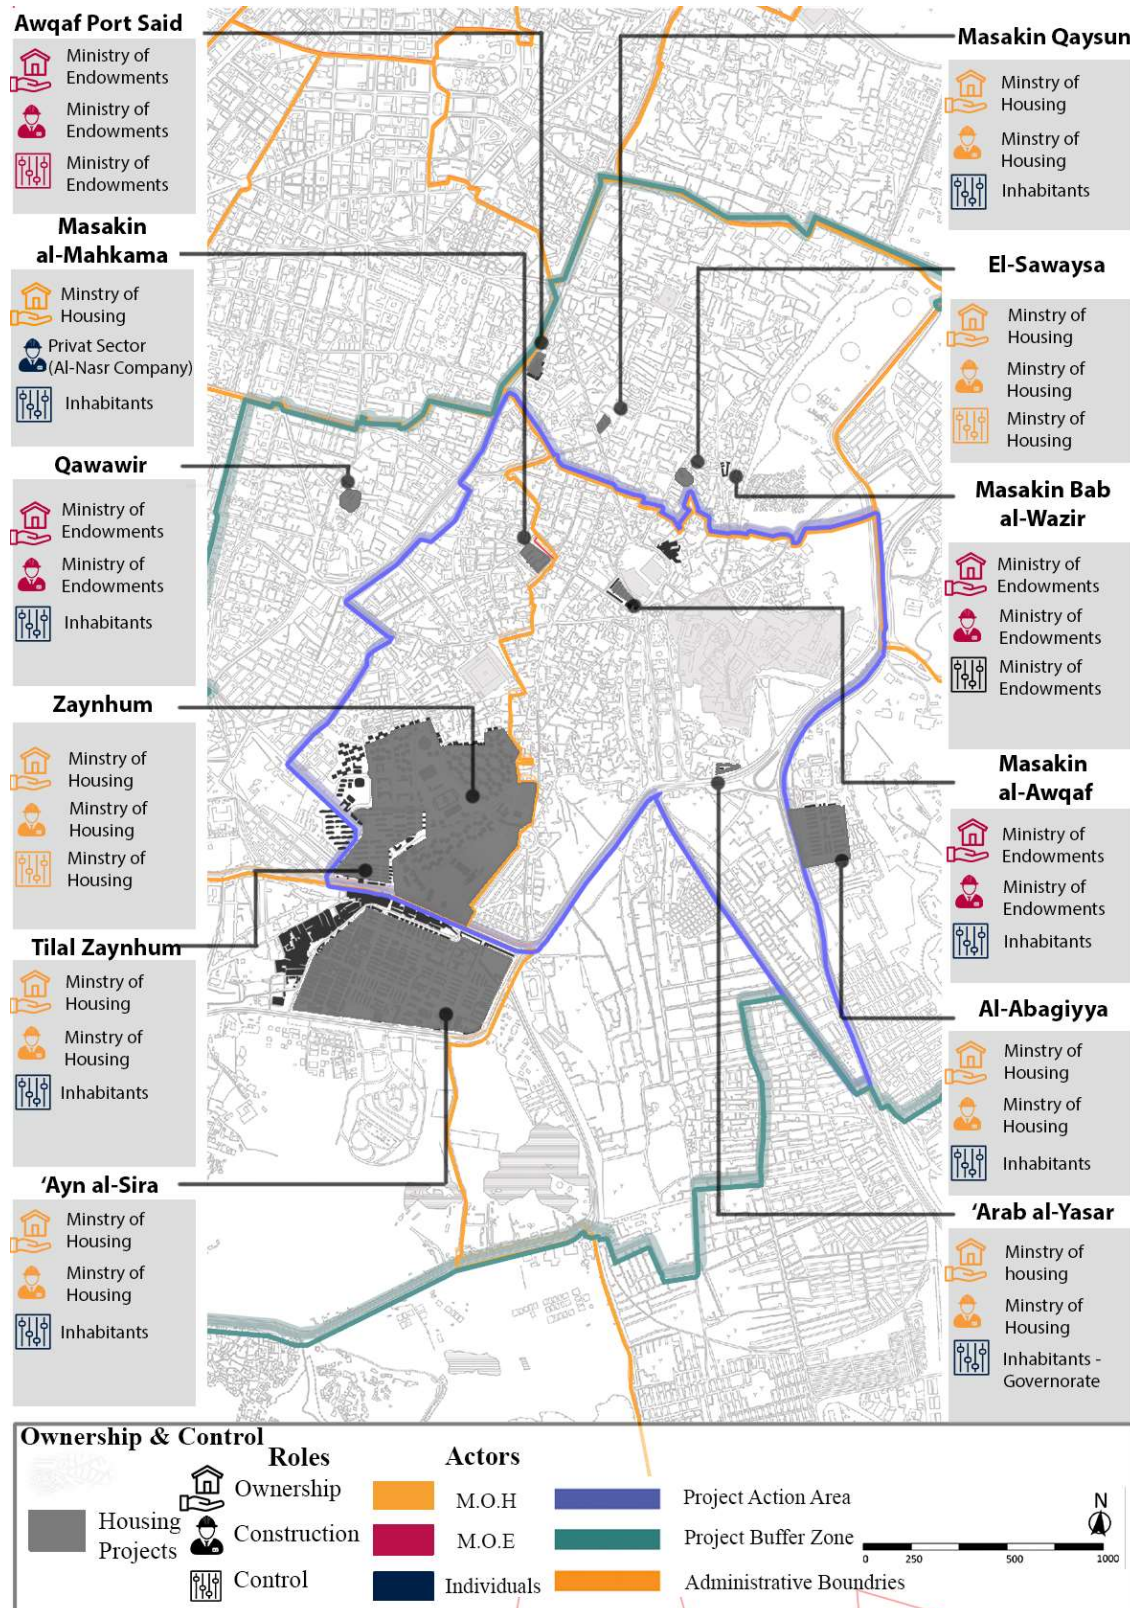 Awqaf Port Said
Ministry of
Endowments
Ministry of
Endowments
Ministry of
Endowments
Masakin
al-Mahkama
Minstry of
Housing
Privat Sector
(Al-Nasr Company)
Inhabitants
Qawawir
Ministry of
Endowments
Ministry of
Endowments
Inhabitants
Zaynhum
Minstry of
Housing
Minstry of
Housing
Minstry of
Housing
Tilal Zaynhum
Minstry of
Housing
Minstry of
Housing
Inhabitants
‘Ayn al-Sira
Minstry of
Housing
Minstry of
Housing
Inhabitants
Masakin Qaysun
Minstry of
Housing
Minstry of
Housing
Inhabitants
El-Sawaysa
Minstry of
Housing
Minstry of
Housing
Minstry of
Housing
Masakin Bab
al-Wazir
Ministry of
Endowments
Ministry of
Endowments
Ministry of
Endowments
Masakin
al-Awqaf
Ministry of
Endowments
Ministry of
Endowments
Inhabitants
Al-Abagiyya
Minstry of
Housing
Minstry of
Housing
Inhabitants
‘Arab al-Yasar
Minstry of
housing
Minstry of
Housing
Inhabitants -
Governorate
Ownership & Control
Roles
Actors
Ownership
M.O.H
Project Action Area
N
Housing
Projects
Construction
M.O.E
Project Buffer Zone
0 250 500 1000
Control
Individuals
Administrative Boundries